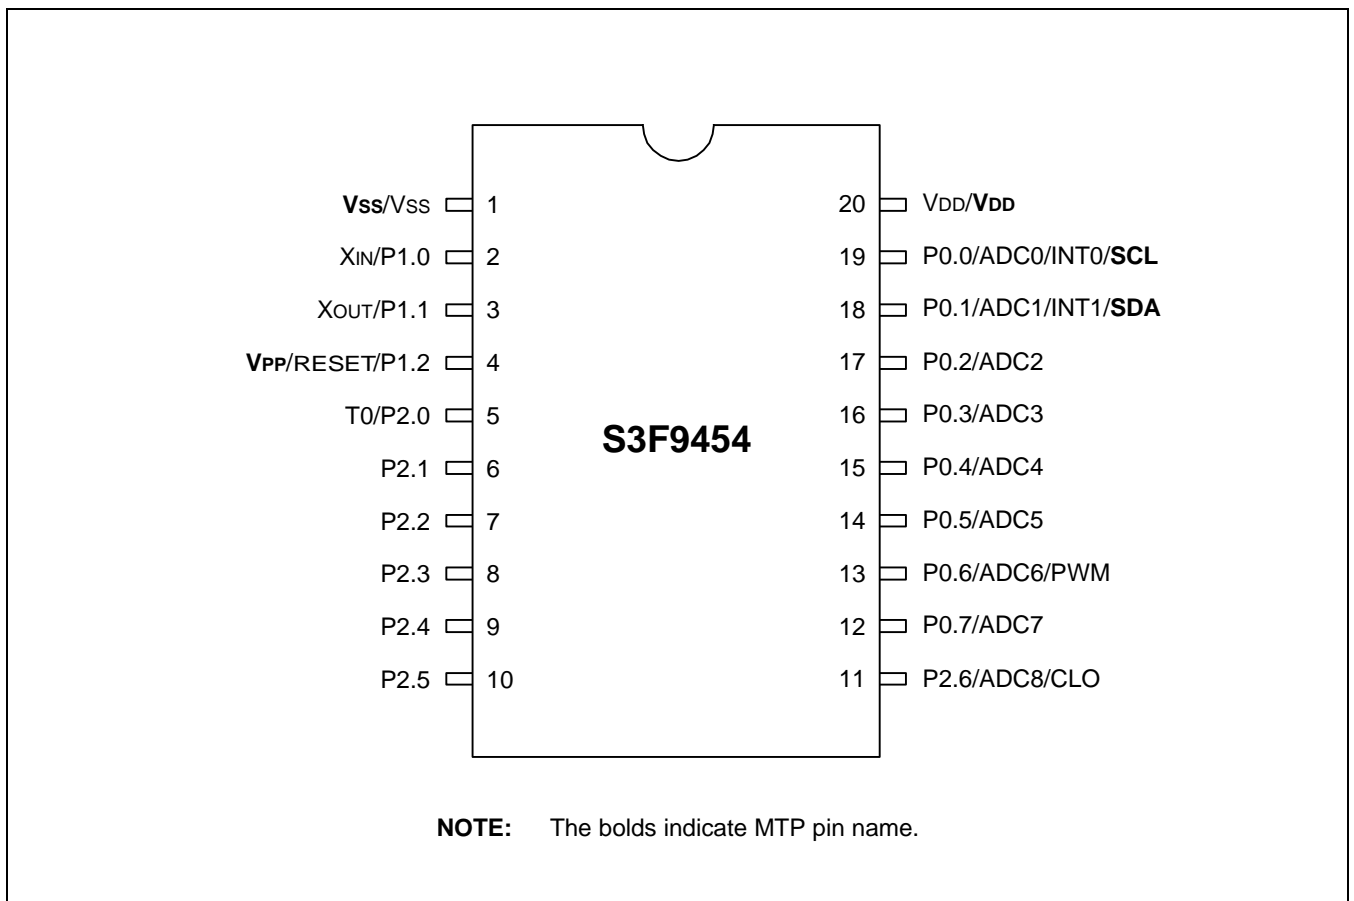 Vss/Vss 1 20 VDD/VDD
XIN/P1.0 2 19 P0.0/ADC0/INT0/SCL
XOUT/P1.1 3 18 P0.1/ADC1/INT1/SDA
VPP/RESET/P1.2 4 17 P0.2/ADC2
T0/P2.0 5 16 P0.3/ADC3
S3F9454
P2.1 6 15 P0.4/ADC4
P2.2 7 14 P0.5/ADC5
P2.3 8 13 P0.6/ADC6/PWM
P2.4 9 12 P0.7/ADC7
P2.5 10 11 P2.6/ADC8/CLO
NOTE: The bolds indicate MTP pin name.